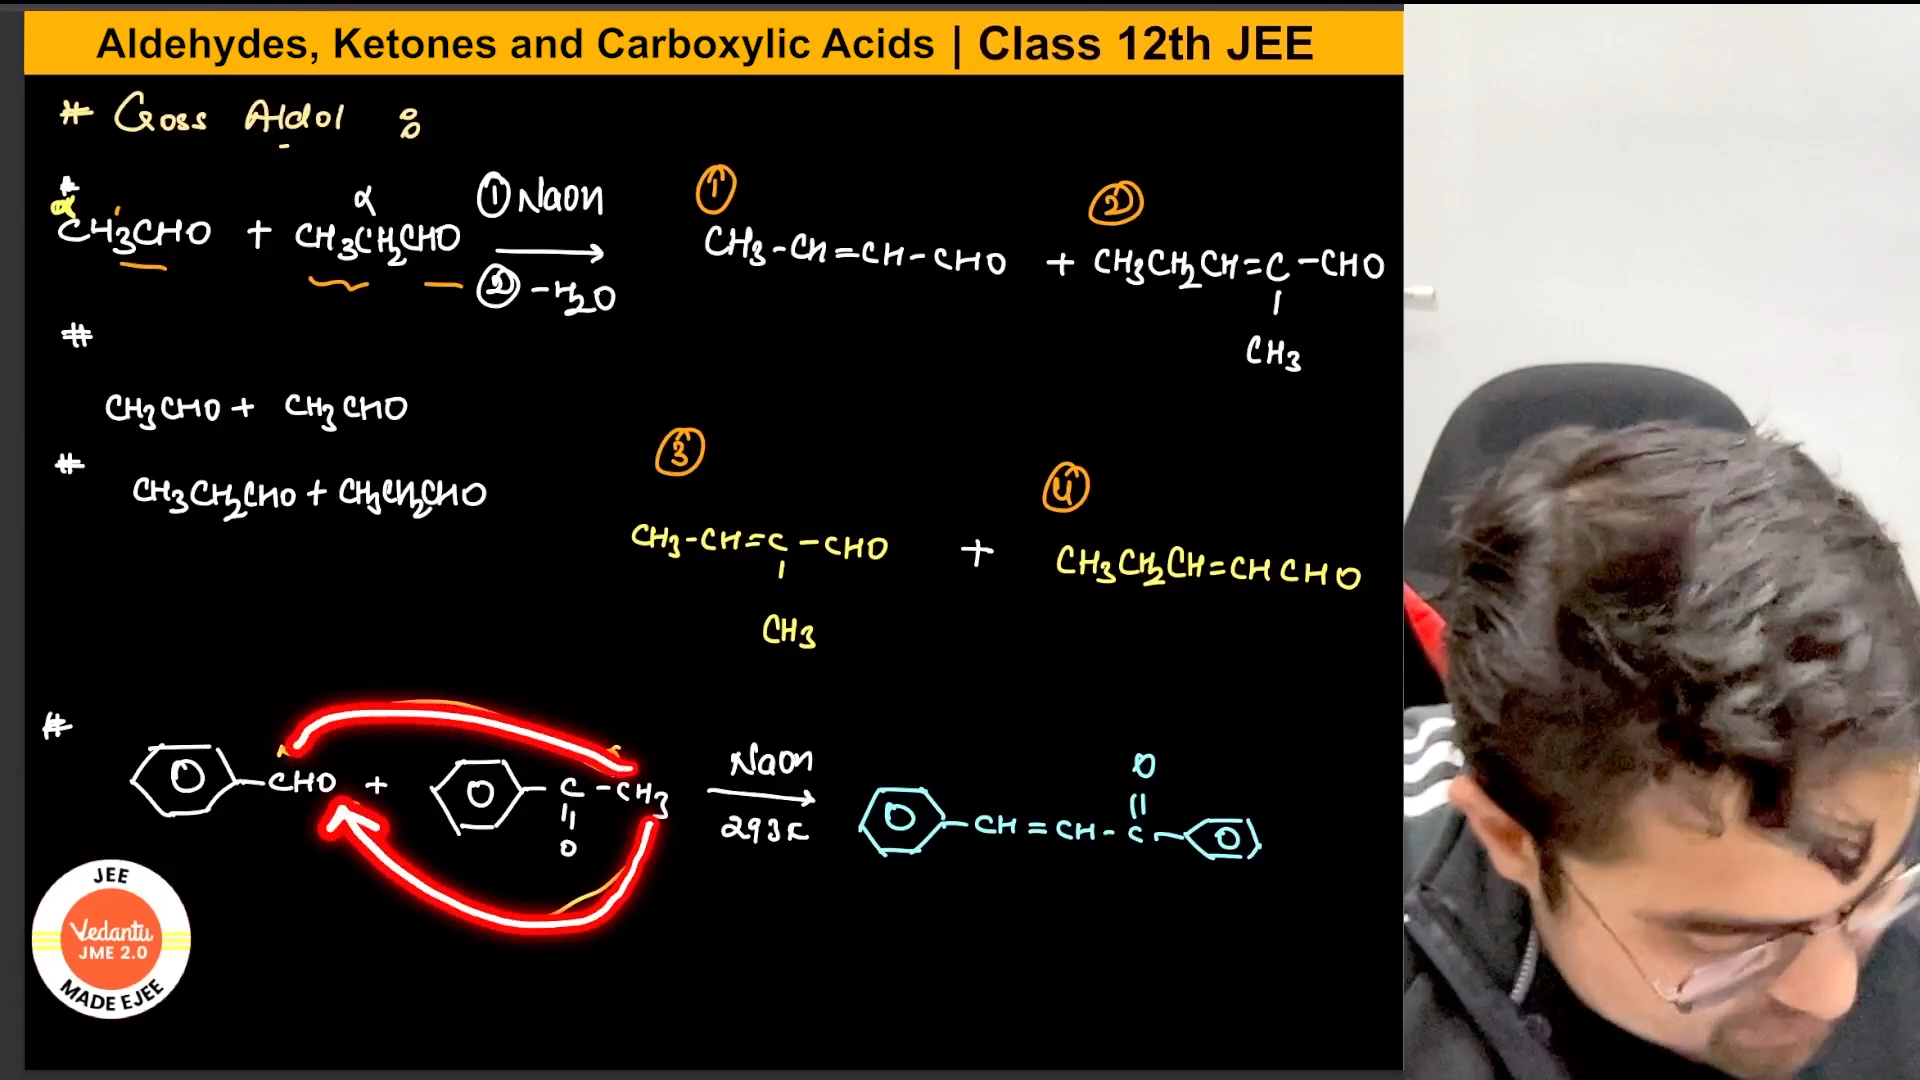 Aldehydes, Ketones and Carboxylic Acids | Class 12th JEE
# Cross Aldol :
α CH3CHO + α CH3CH2CHO ① NaOH ② -H2O
① CH3-CH=CH-CHO + ② CH3CH2CH=C-CHO
CH3
#
CH3CHO + CH3CHO
#
CH3CH2CHO + CH3CH2CHO
③ CH3-CH=C-CHO + ④ CH3CH2CH=CHCHO
CH3
#
CHO + C-CH3 NaOH 293K CH=CH-C
O O
JEE
Vedantu
JME 2.0
MADE EJEE